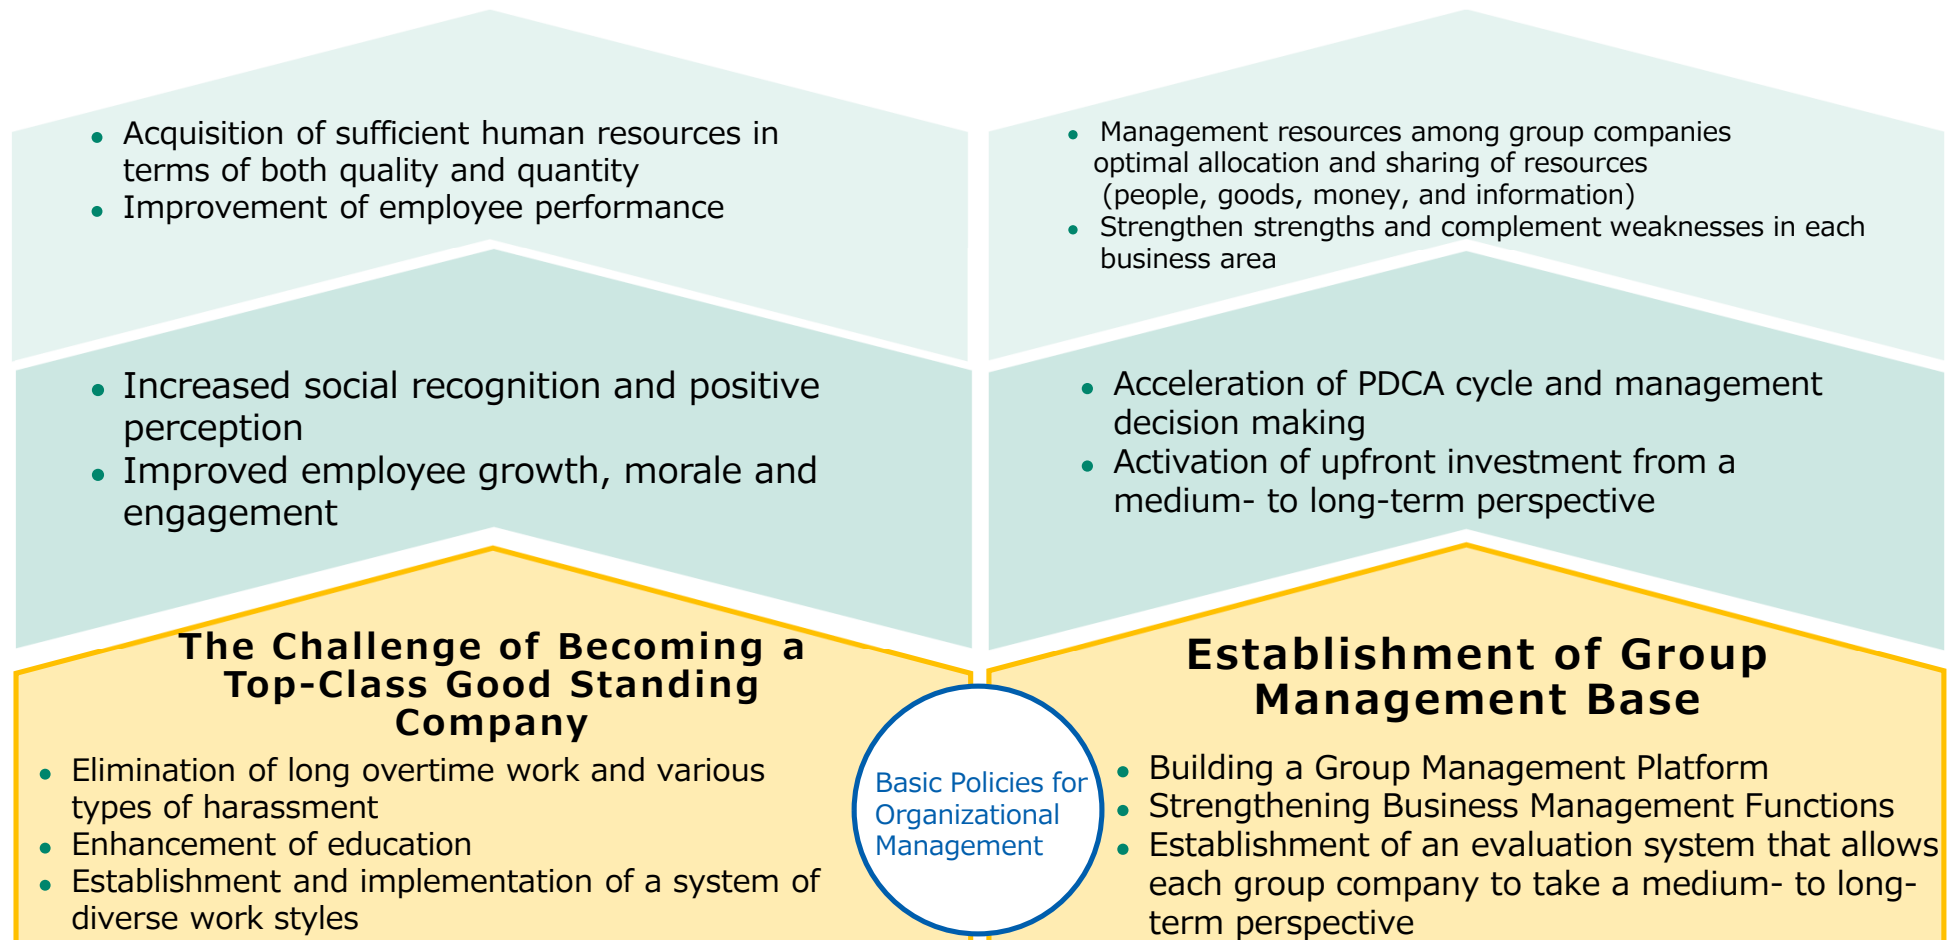 • Acquisition of sufficient human resources in
terms of both quality and quantity
• Improvement of employee performance
• Increased social recognition and positive
perception
• Improved employee growth, morale and
engagement
The Challenge of Becoming a
Top-Class Good Standing
Company
• Elimination of long overtime work and various
types of harassment
• Enhancement of education
• Establishment and implementation of a system of
diverse work styles
Basic Policies for
Organizational
Management
• Management resources among group companies
optimal allocation and sharing of resources
(people, goods, money, and information)
• Strengthen strengths and complement weaknesses in each
business area
• Acceleration of PDCA cycle and management
decision making
• Activation of upfront investment from a
medium- to long-term perspective
Establishment of Group
Management Base
• Building a Group Management Platform
• Strengthening Business Management Functions
• Establishment of an evaluation system that allows
each group company to take a medium- to long-
term perspective